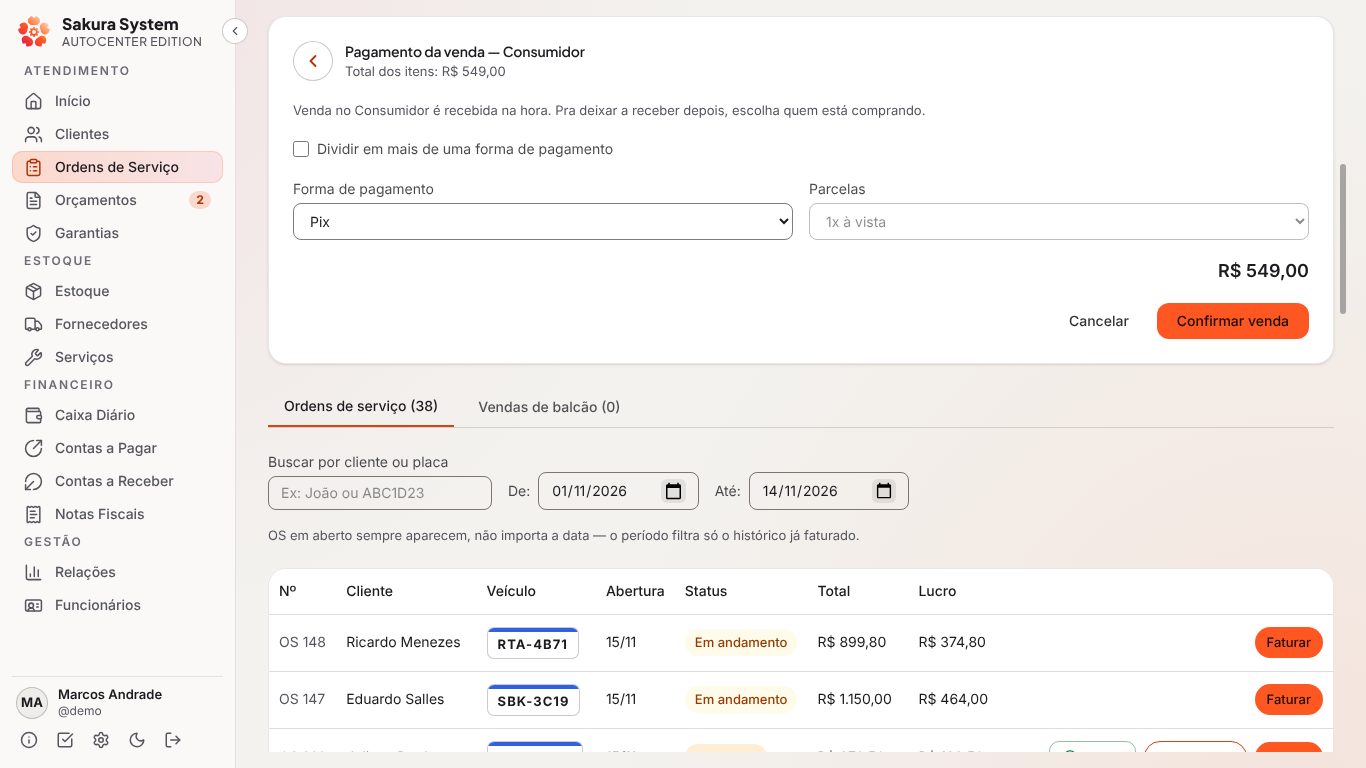 Sakura System
AUTOCENTER EDITION
ATENDIMENTO
Início
Clientes
Ordens de Serviço
Orçamentos 2
Garantias
ESTOQUE
Estoque
Fornecedores
Serviços
FINANCEIRO
Caixa Diário
Contas a Pagar
Contas a Receber
Notas Fiscais
GESTÃO
Relações
Funcionários
MA
Marcos Andrade
@demo
Pagamento da venda — Consumidor
Total dos itens: R$ 549,00
Venda no Consumidor é recebida na hora. Pra deixar a receber depois, escolha quem está comprando.
Dividir em mais de uma forma de pagamento
Forma de pagamento Parcelas
Pix 1x à vista
R$ 549,00
Cancelar Confirmar venda
Ordens de serviço (38) Vendas de balcão (0)
Buscar por cliente ou placa
Ex: João ou ABC1D23 De: 01/11/2026 Até: 14/11/2026
OS em aberto sempre aparecem, não importa a data — o período filtra só o histórico já faturado.
Nº Cliente Veículo Abertura Status Total Lucro
OS 148 Ricardo Menezes RTA-4B71 15/11 Em andamento R$ 899,80 R$ 374,80 Faturar
OS 147 Eduardo Salles SBK-3C19 15/11 Em andamento R$ 1.150,00 R$ 464,00 Faturar